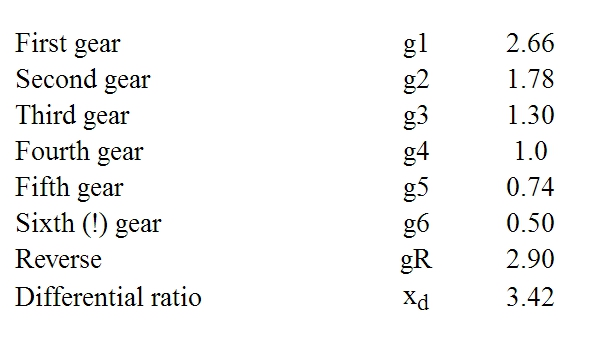 First gear g1 2.66
Second gear g2 1.78
Third gear g3 1.30
Fourth gear g4 1.0
Fifth gear g5 0.74
Sixth (!) gear g6 0.50
Reverse gR 2.90
Differential ratio xd 3.42